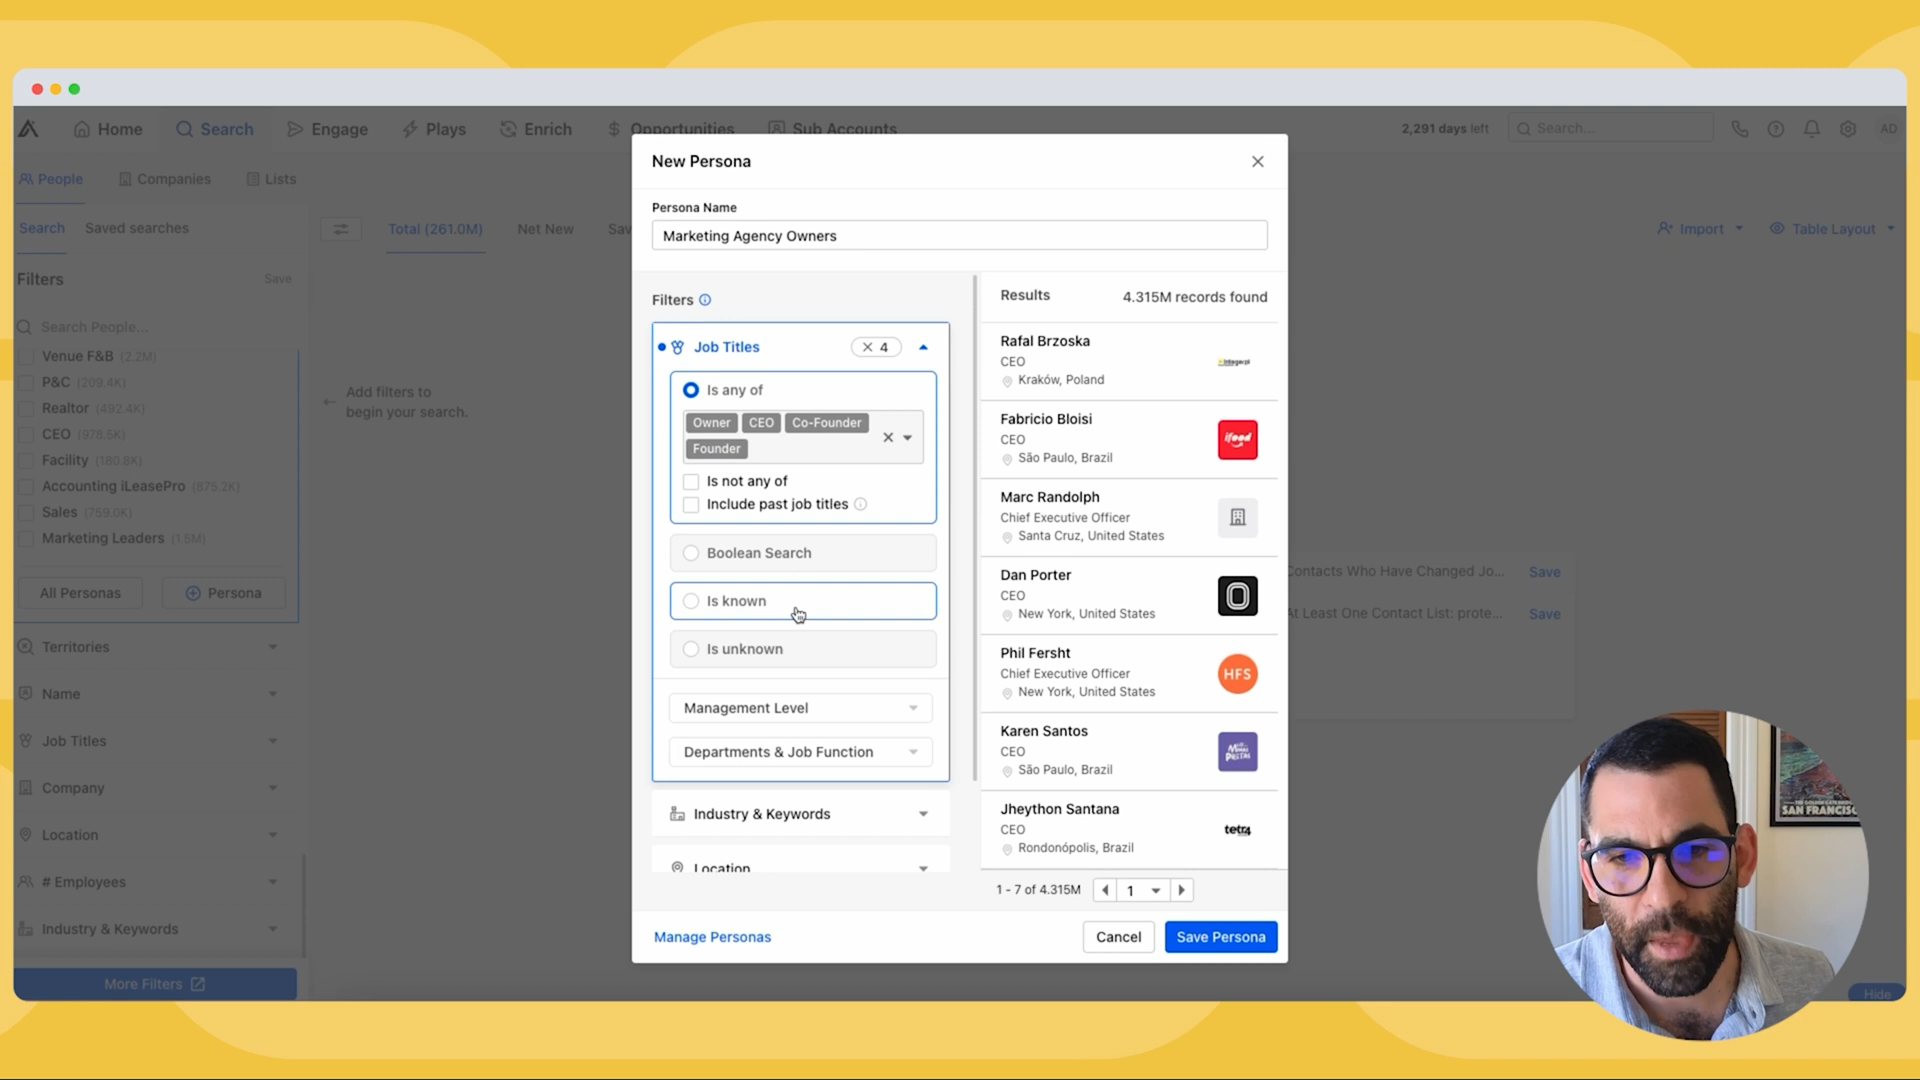 Home
Search
Engage
Plays
Enrich
Opportunities
Sub Accounts
2,291 days left
Search...
AD
People
Companies
Lists
Search
Saved searches
Total (261.0M)
Net New
Sav
Import
Table Layout
Filters
Save
Search People...
Venue F&B (2.2M)
P&C (209.4K)
Realtor (492.4K)
CEO (978.5K)
Facility (180.8K)
Accounting iLeasePro (875.2K)
Sales (759.0K)
Marketing Leaders (1.5M)
All Personas
Persona
Territories
Name
Job Titles
Company
Location
# Employees
Industry & Keywords
More Filters
Add filters to
begin your search.
New Persona
Persona Name
Marketing Agency Owners
Filters
Job Titles
4
Is any of
Owner CEO Co-Founder
Founder
Is not any of
Include past job titles
Boolean Search
Is known
Is unknown
Management Level
Departments & Job Function
Industry & Keywords
Location
Results
4.315M records found
Rafal Brzoska
CEO
Kraków, Poland
integer.pl
Fabricio Bloisi
CEO
São Paulo, Brazil
ifood
Marc Randolph
Chief Executive Officer
Santa Cruz, United States
Dan Porter
CEO
New York, United States
Phil Fersht
Chief Executive Officer
New York, United States
HFS
Karen Santos
CEO
São Paulo, Brazil
Jheython Santana
CEO
Rondonópolis, Brazil
tetr4
1 - 7 of 4.315M
1
Manage Personas
Cancel
Save Persona
Contacts Who Have Changed Jo...
Save
At Least One Contact List: prote...
Save
SAN FRANCISC
Hide